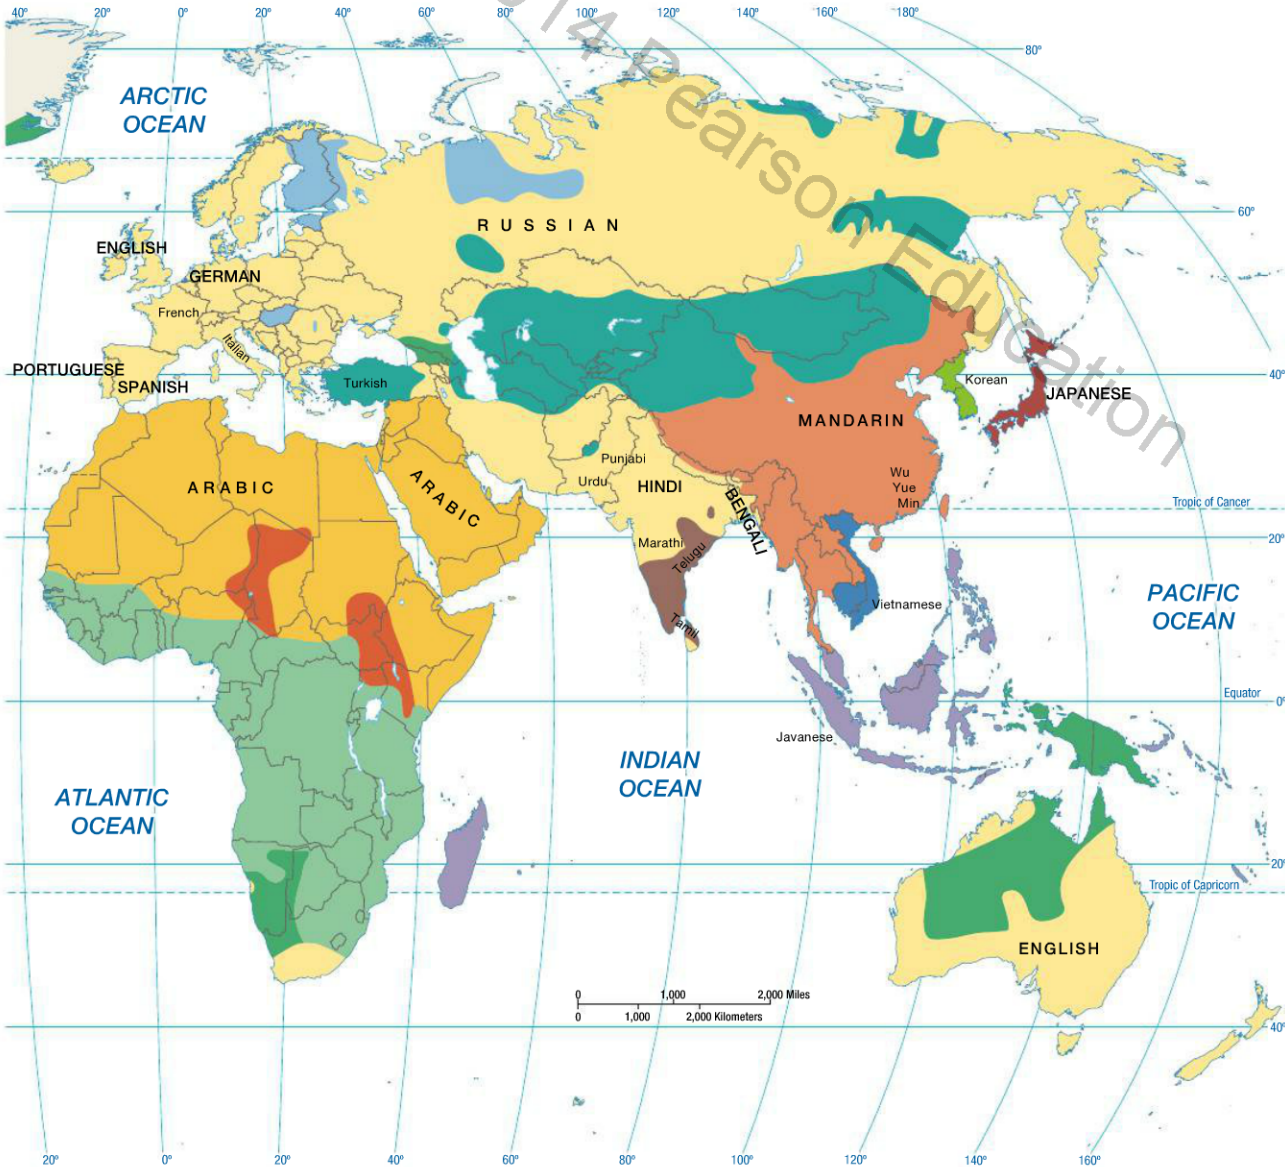 40° 20° 0° 20° 40° 60° 80° 100° 120° 140° 160° 180°
80°
ARCTIC
OCEAN
60°
RUSSIAN
ENGLISH
GERMAN
French
Italian
PORTUGUESE
SPANISH
Turkish
40°
Korean
JAPANESE
MANDARIN
ARABIC
ARABIC
Punjabi
Urdu
HINDI
BENGALI
Wu
Yue
Min
Tropic of Cancer
20°
Marathi
Telugu
Tamil
Vietnamese
PACIFIC
OCEAN
Equator
0°
Javanese
INDIAN
OCEAN
ATLANTIC
OCEAN
20°
Tropic of Capricorn
ENGLISH
0 1,000 2,000 Miles
0 1,000 2,000 Kilometers
40°
20° 0° 20° 40° 60° 80° 100° 120° 140° 160°
14 Pearson Education